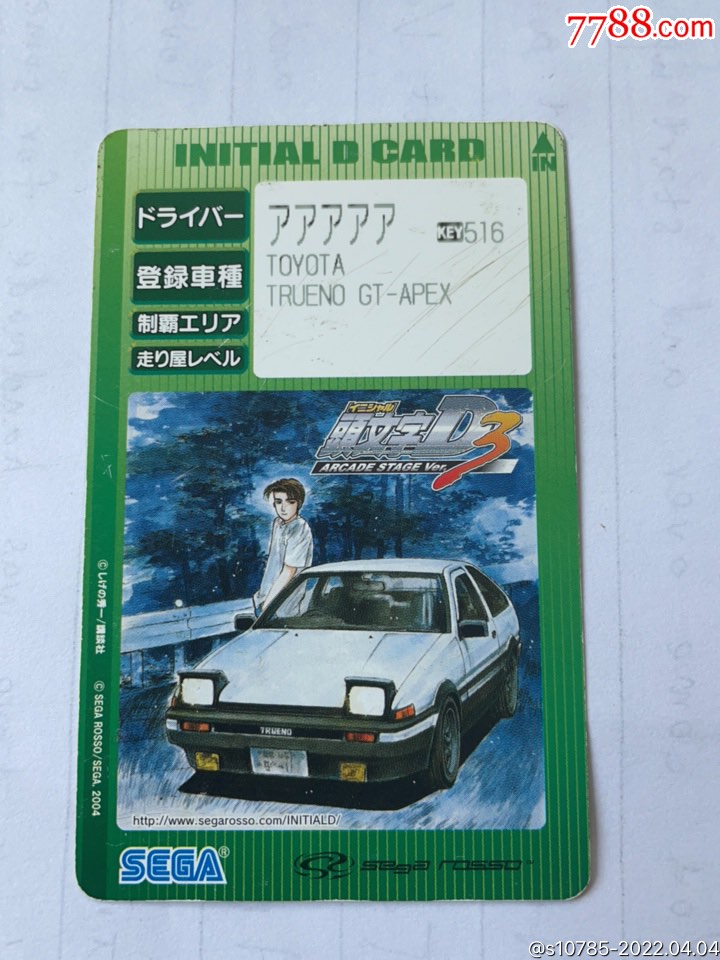 7788.com
INITIAL D CARD
IN
ドライバー
アアアアア KEY516
登録車種
TOYOTA
TRUENO GT-APEX
制覇エリア
走り屋レベル
イニシャル
頭文字D3
ARCADE STAGE Ver.
TRUENO
©しげの秀一/講談社 ©SEGA ROSSO/SEGA, 2004
http://www.segarosso.com/INITIALD/
SEGA®
sega rosso™
@s10785-2022.04.04